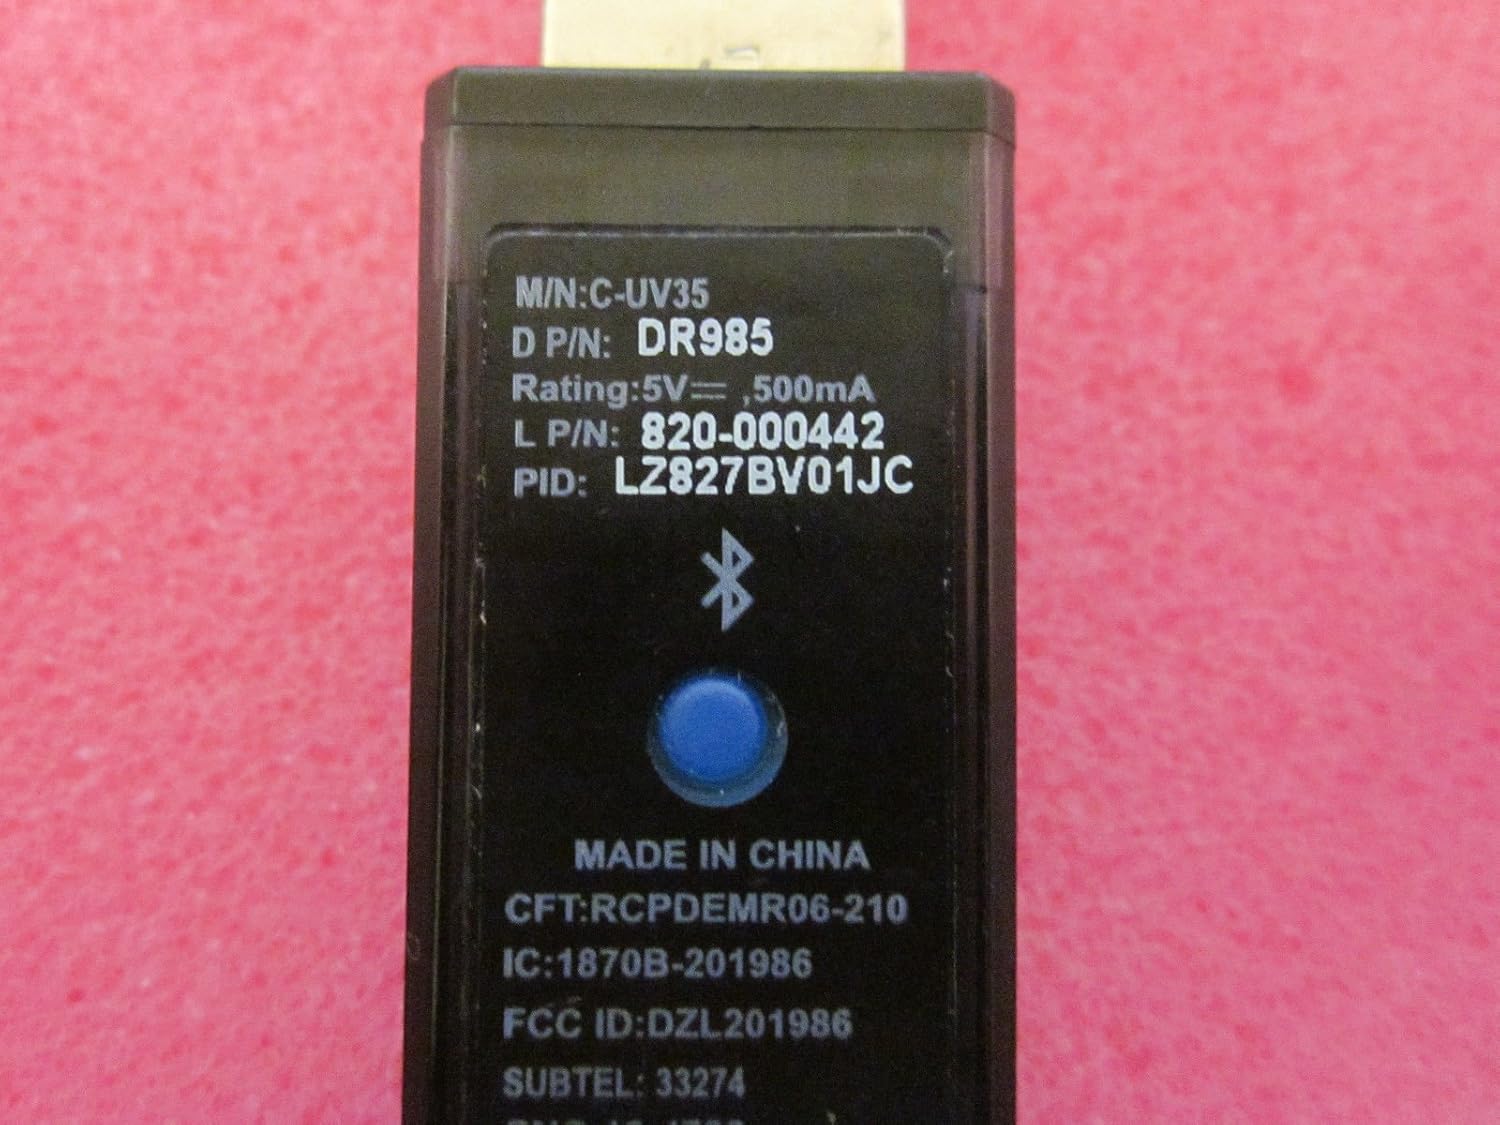 M/N:C-UV35
D P/N: DR985
Rating:5V⎓ ,500mA
L P/N: 820-000442
PID: LZ827BV01JC
MADE IN CHINA
CFT:RCPDEMR06-210
IC:1870B-201986
FCC ID:DZL201986
SUBTEL: 33274